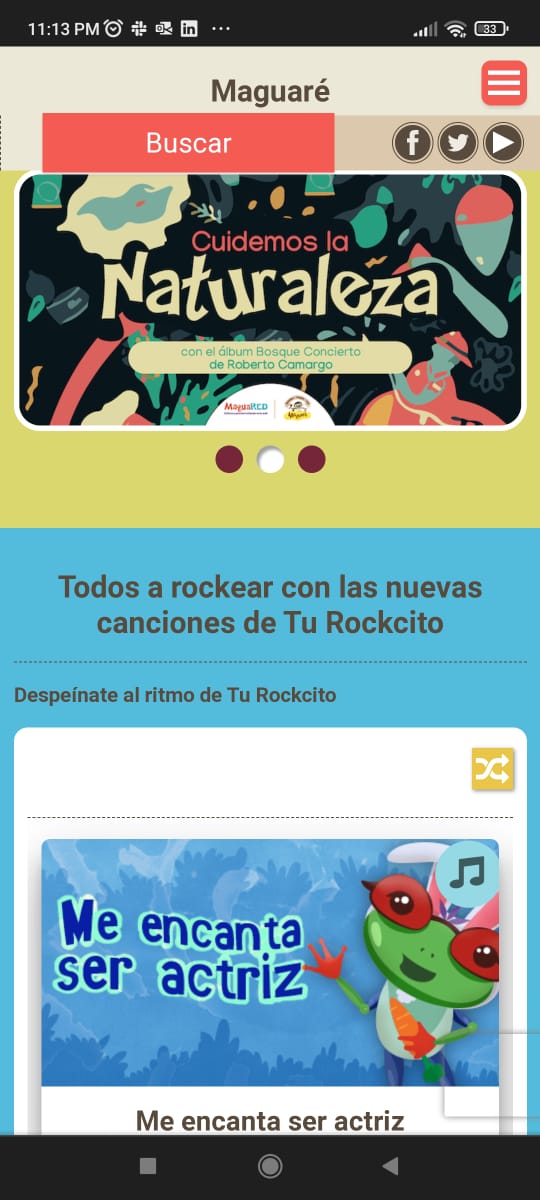 11:13 PM
33
Maguaré
Buscar
Cuidemos la
Naturaleza
con el álbum Bosque Concierto
de Roberto Camargo
MaguaRED
Maguaré
Todos a rockear con las nuevas
canciones de Tu Rockcito
Despeínate al ritmo de Tu Rockcito
Me encanta
ser actriz
Me encanta ser actriz